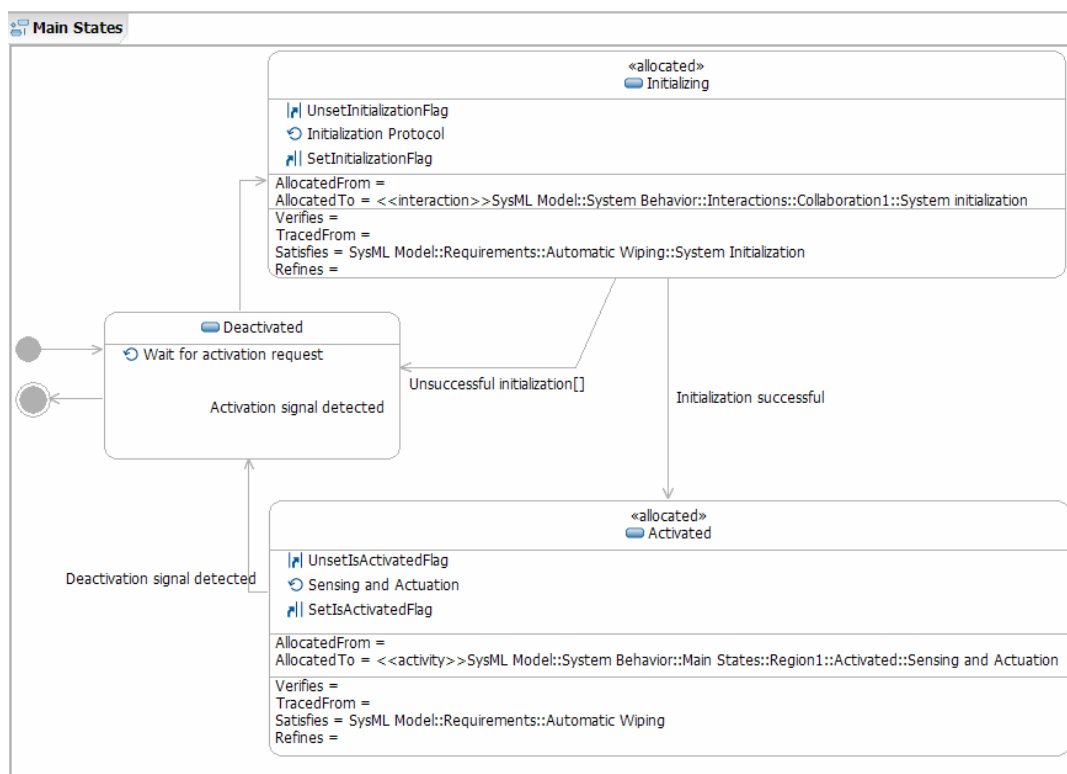 Main States
«allocated»
Initializing
UnsetInitializationFlag
Initialization Protocol
SetInitializationFlag
AllocatedFrom =
AllocatedTo = <<interaction>>SysML Model::System Behavior::Interactions::Collaboration1::System initialization
Verifies =
TracedFrom =
Satisfies = SysML Model::Requirements::Automatic Wiping::System Initialization
Refines =
Deactivated
Wait for activation request
Activation signal detected
Unsuccessful initialization[]
Initialization successful
Deactivation signal detected
«allocated»
Activated
UnsetIsActivatedFlag
Sensing and Actuation
SetIsActivatedFlag
AllocatedFrom =
AllocatedTo = <<activity>>SysML Model::System Behavior::Main States::Region1::Activated::Sensing and Actuation
Verifies =
TracedFrom =
Satisfies = SysML Model::Requirements::Automatic Wiping
Refines =